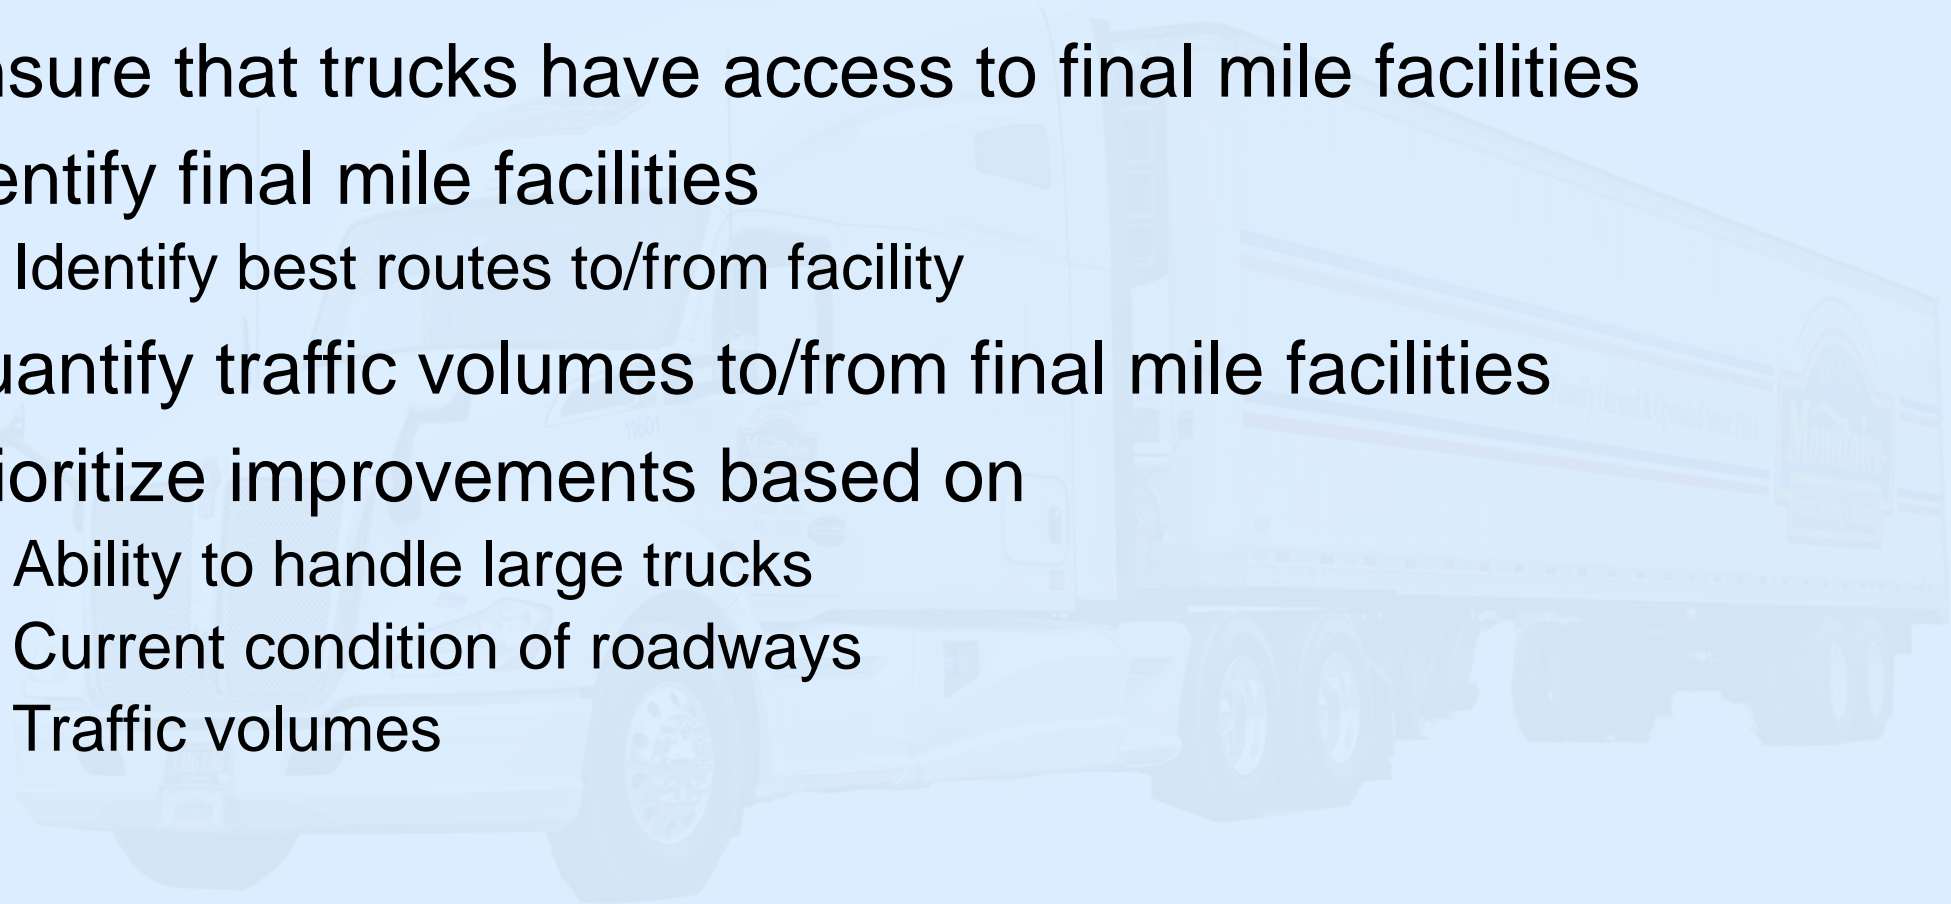 nsure that trucks have access to final mile facilities
entify final mile facilities
Identify best routes to/from facility
uantify traffic volumes to/from final mile facilities
ioritize improvements based on
Ability to handle large trucks
Current condition of roadways
Traffic volumes
11601
Mountaire